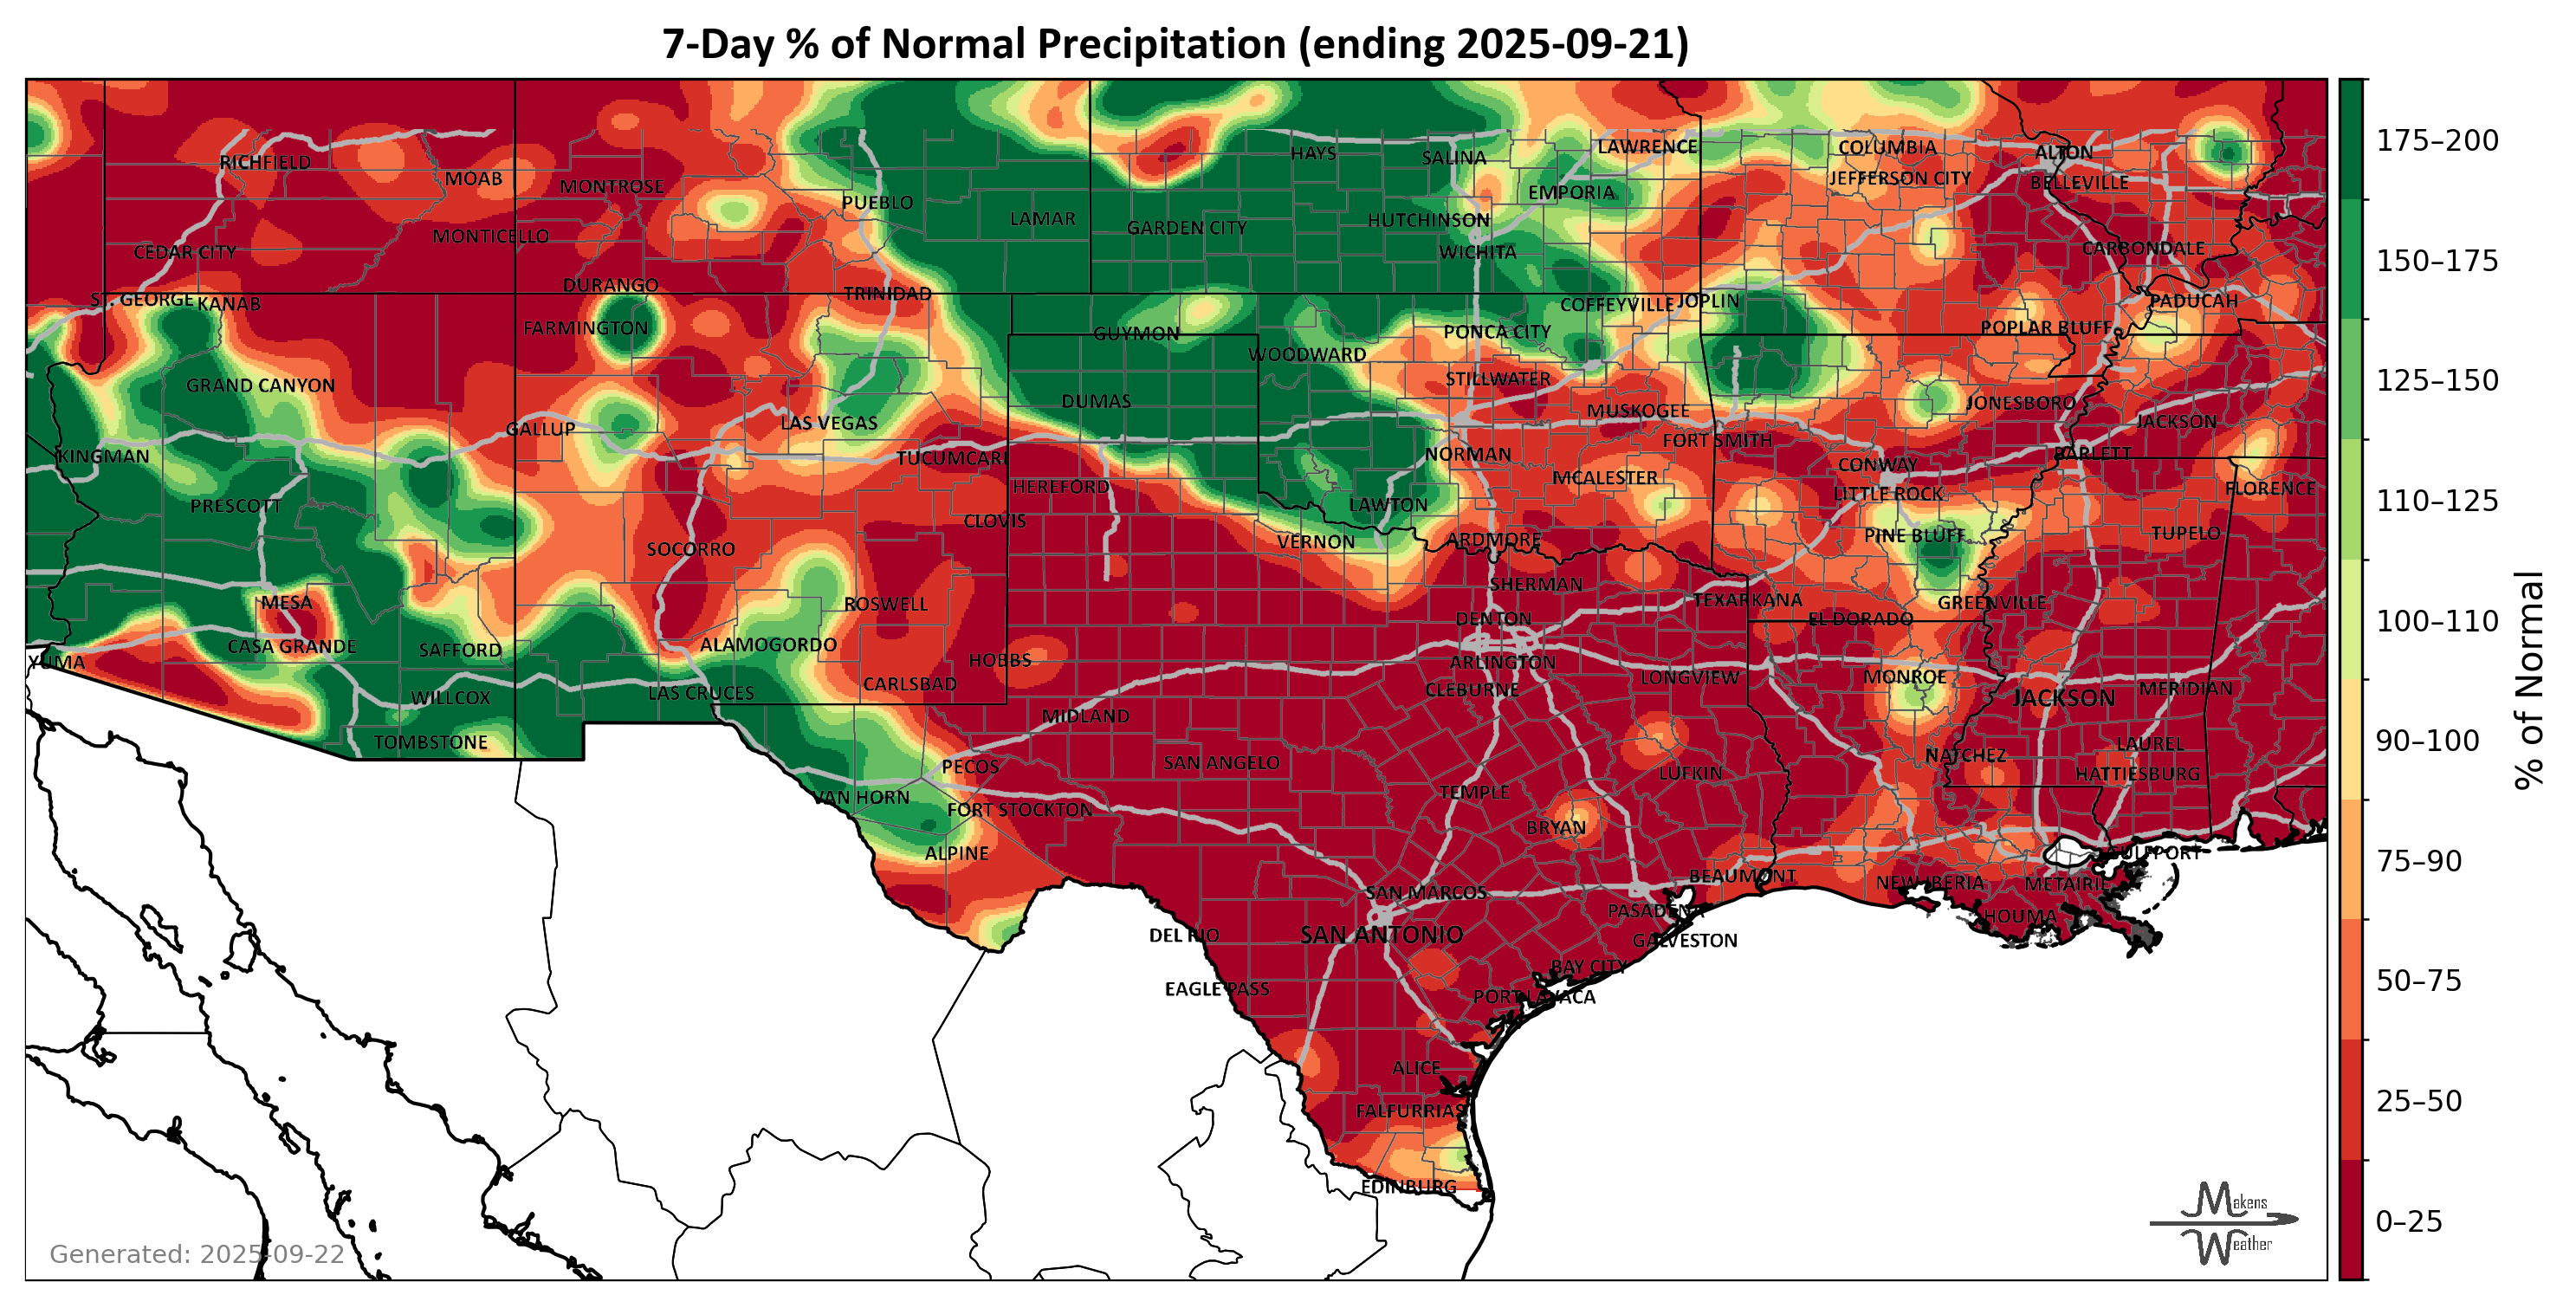 7-Day % of Normal Precipitation (ending 2025-09-21)
175–200
150–175
125–150
110–125
100–110
90–100
75–90
50–75
25–50
0–25
% of Normal
RICHFIELD
MOAB
MONTROSE
PUEBLO
LAMAR
HAYS
SALINA
LAWRENCE
COLUMBIA
ALTON
JEFFERSON CITY
BELLEVILLE
EMPORIA
GARDEN CITY
HUTCHINSON
WICHITA
MONTICELLO
CEDAR CITY
CARBONDALE
DURANGO
TRINIDAD
ST. GEORGE
KANAB
COFFEYVILLE
JOPLIN
PADUCAH
FARMINGTON
GUYMON
PONCA CITY
POPLAR BLUFF
WOODWARD
GRAND CANYON
STILLWATER
DUMAS
MUSKOGEE
JONESBORO
JACKSON
GALLUP
LAS VEGAS
FORT SMITH
KINGMAN
TUCUMCARI
NORMAN
BARLETT
CONWAY
MCALESTER
HEREFORD
LITTLE ROCK
FLORENCE
PRESCOTT
LAWTON
CLOVIS
SOCORRO
VERNON
ARDMORE
PINE BLUFF
TUPELO
SHERMAN
MESA
ROSWELL
TEXARKANA
GREENVILLE
DENTON
EL DORADO
CASA GRANDE
SAFFORD
ALAMOGORDO
YUMA
HOBBS
ARLINGTON
LONGVIEW
MONROE
CARLSBAD
CLEBURNE
WILLCOX
LAS CRUCES
JACKSON
MERIDIAN
MIDLAND
TOMBSTONE
LAUREL
NATCHEZ
PECOS
SAN ANGELO
LUFKIN
HATTIESBURG
VAN HORN
FORT STOCKTON
TEMPLE
BRYAN
ALPINE
GULFPORT
BEAUMONT
NEW IBERIA
METAIRIE
SAN MARCOS
PASADENA
HOUMA
DEL RIO
SAN ANTONIO
GALVESTON
BAY CITY
EAGLE PASS
PORT LAVACA
ALICE
FALFURRIAS
EDINBURG
Makens
Weather
Generated: 2025-09-22